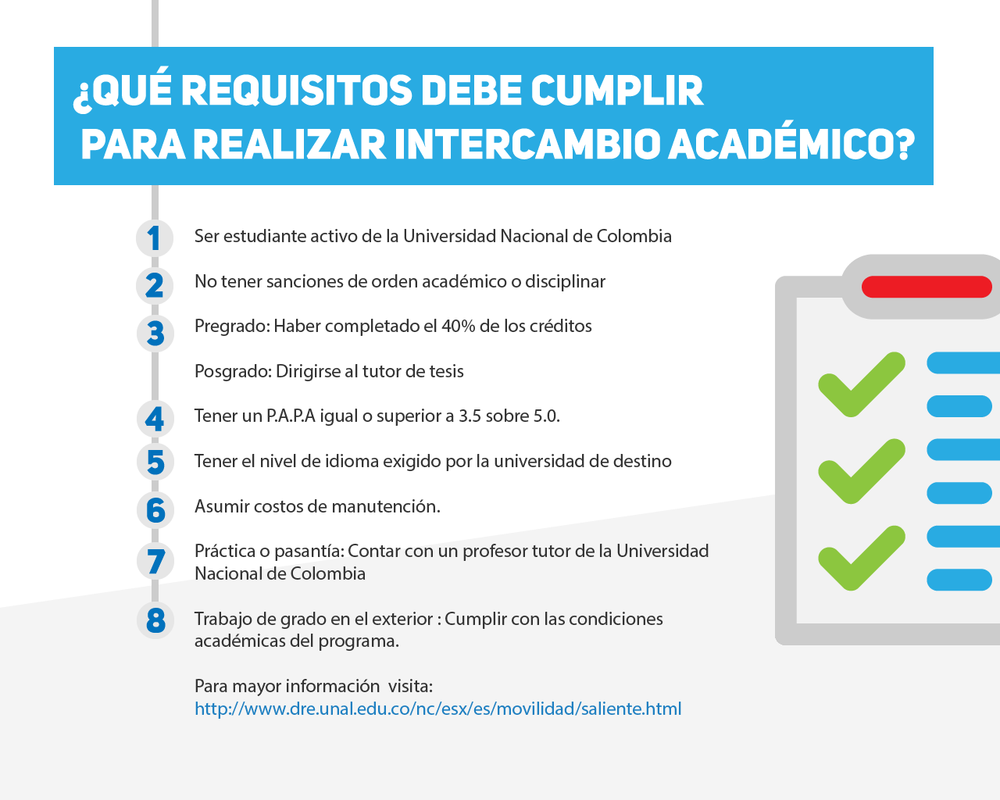 ¿QUÉ REQUISITOS DEBE CUMPLIR
PARA REALIZAR INTERCAMBIO ACADÉMICO?
1 Ser estudiante activo de la Universidad Nacional de Colombia
2 No tener sanciones de orden académico o disciplinar
3 Pregrado: Haber completado el 40% de los créditos
Posgrado: Dirigirse al tutor de tesis
4 Tener un P.A.P.A igual o superior a 3.5 sobre 5.0.
5 Tener el nivel de idioma exigido por la universidad de destino
6 Asumir costos de manutención.
7 Práctica o pasantía: Contar con un profesor tutor de la Universidad
Nacional de Colombia
8 Trabajo de grado en el exterior : Cumplir con las condiciones
académicas del programa.
Para mayor información  visita:
http://www.dre.unal.edu.co/nc/esx/es/movilidad/saliente.html